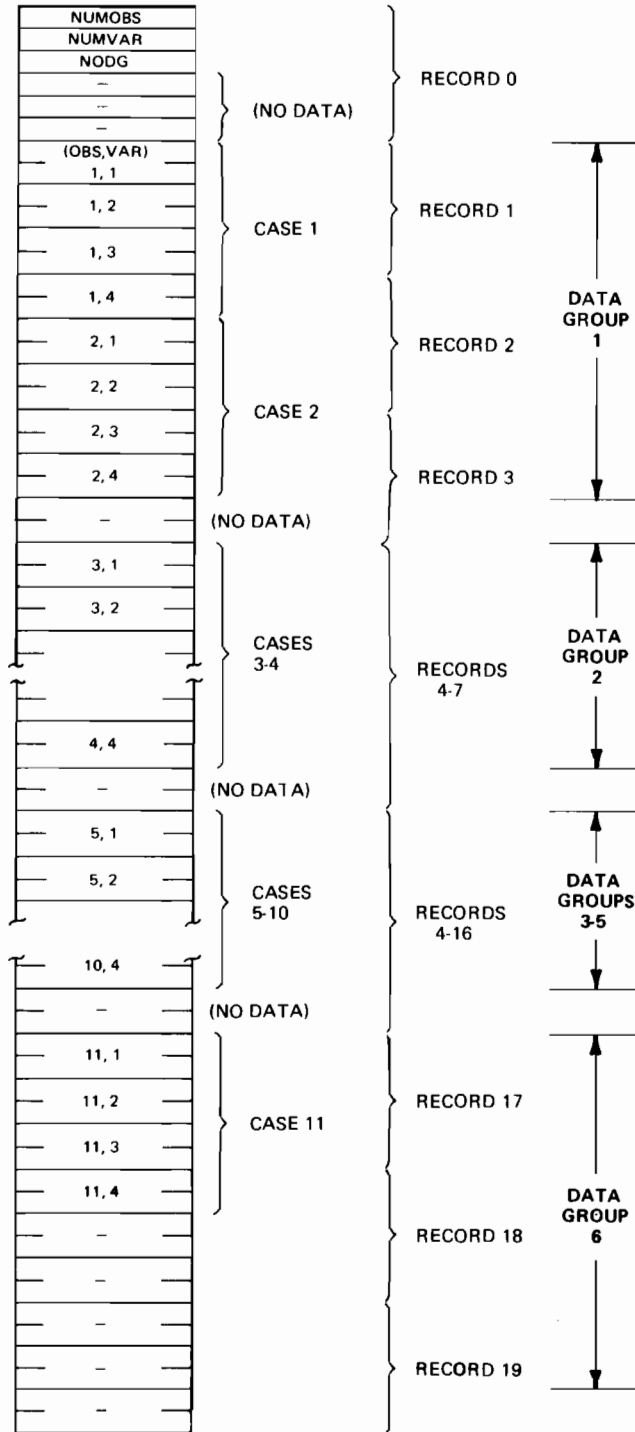 NUMOBS
NUMVAR
NODG
–
–
–
RECORD 0
(NO DATA)
(OBS,VAR)
1, 1
1, 2
1, 3
1, 4
CASE 1
RECORD 1
DATA
GROUP
1
2, 1
2, 2
2, 3
2, 4
CASE 2
RECORD 2
RECORD 3
–
(NO DATA)
3, 1
3, 2
4, 4
CASES
3-4
RECORDS
4-7
DATA
GROUP
2
–
(NO DATA)
5, 1
5, 2
10, 4
CASES
5-10
RECORDS
4-16
DATA
GROUPS
3-5
–
(NO DATA)
11, 1
11, 2
11, 3
11, 4
CASE 11
RECORD 17
–
–
–
–
–
RECORD 18
RECORD 19
DATA
GROUP
6